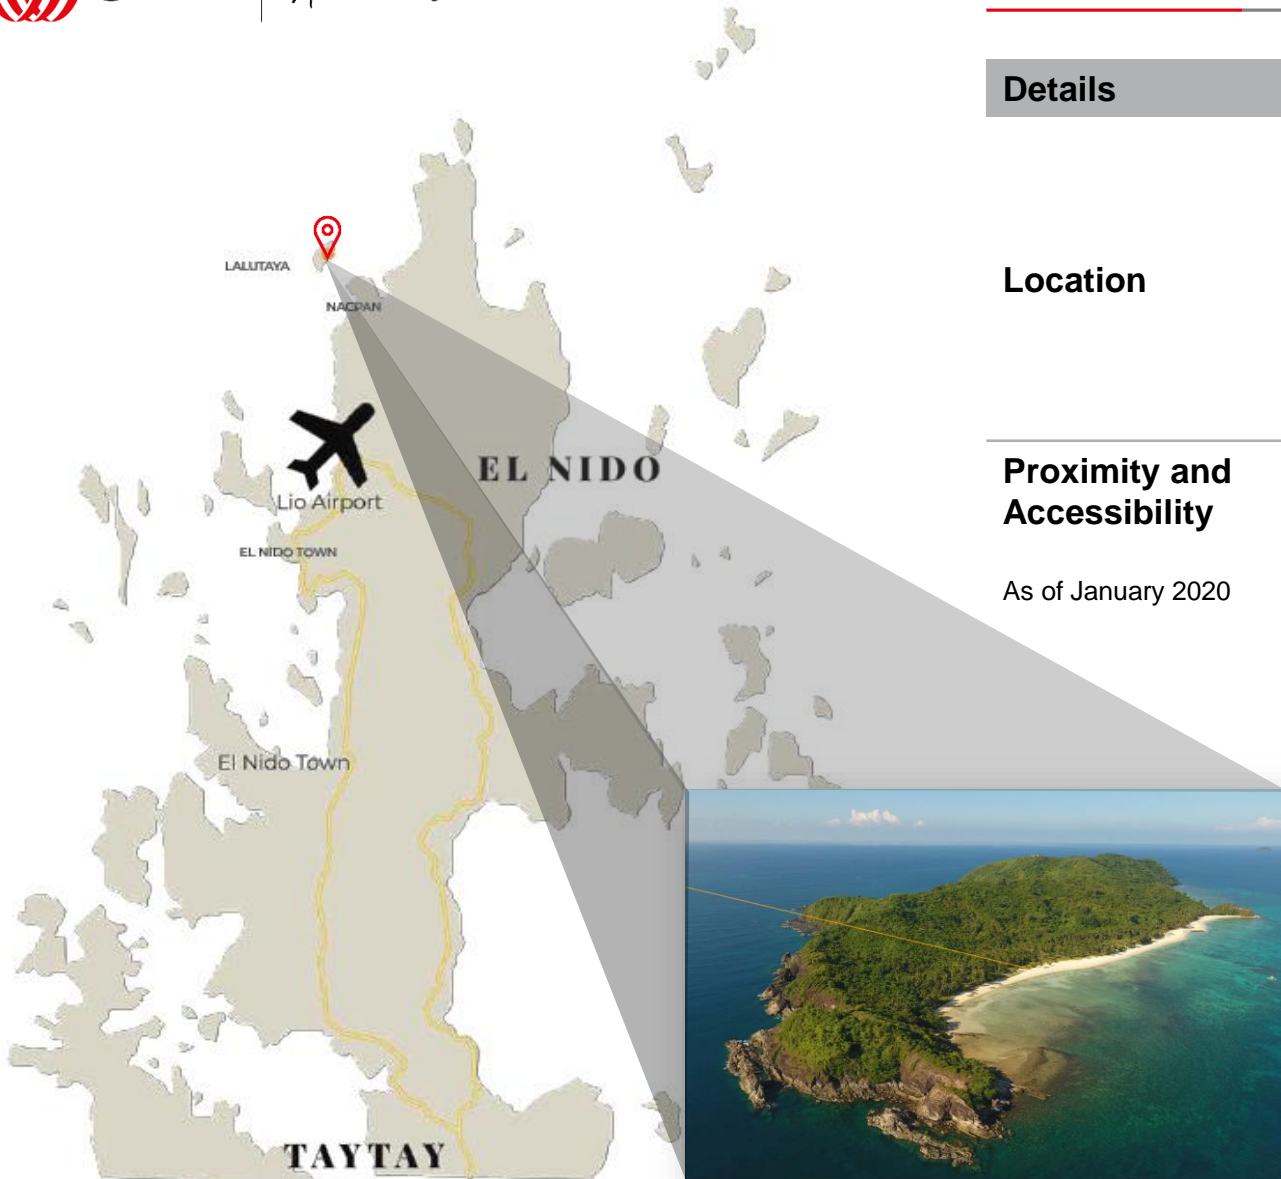 Details
Location
Proximity and
Accessibility
As of January 2020
LALUTAYA
NACPAN
EL NIDO
Lio Airport
EL NIDO TOWN
El Nido Town
TAYTAY